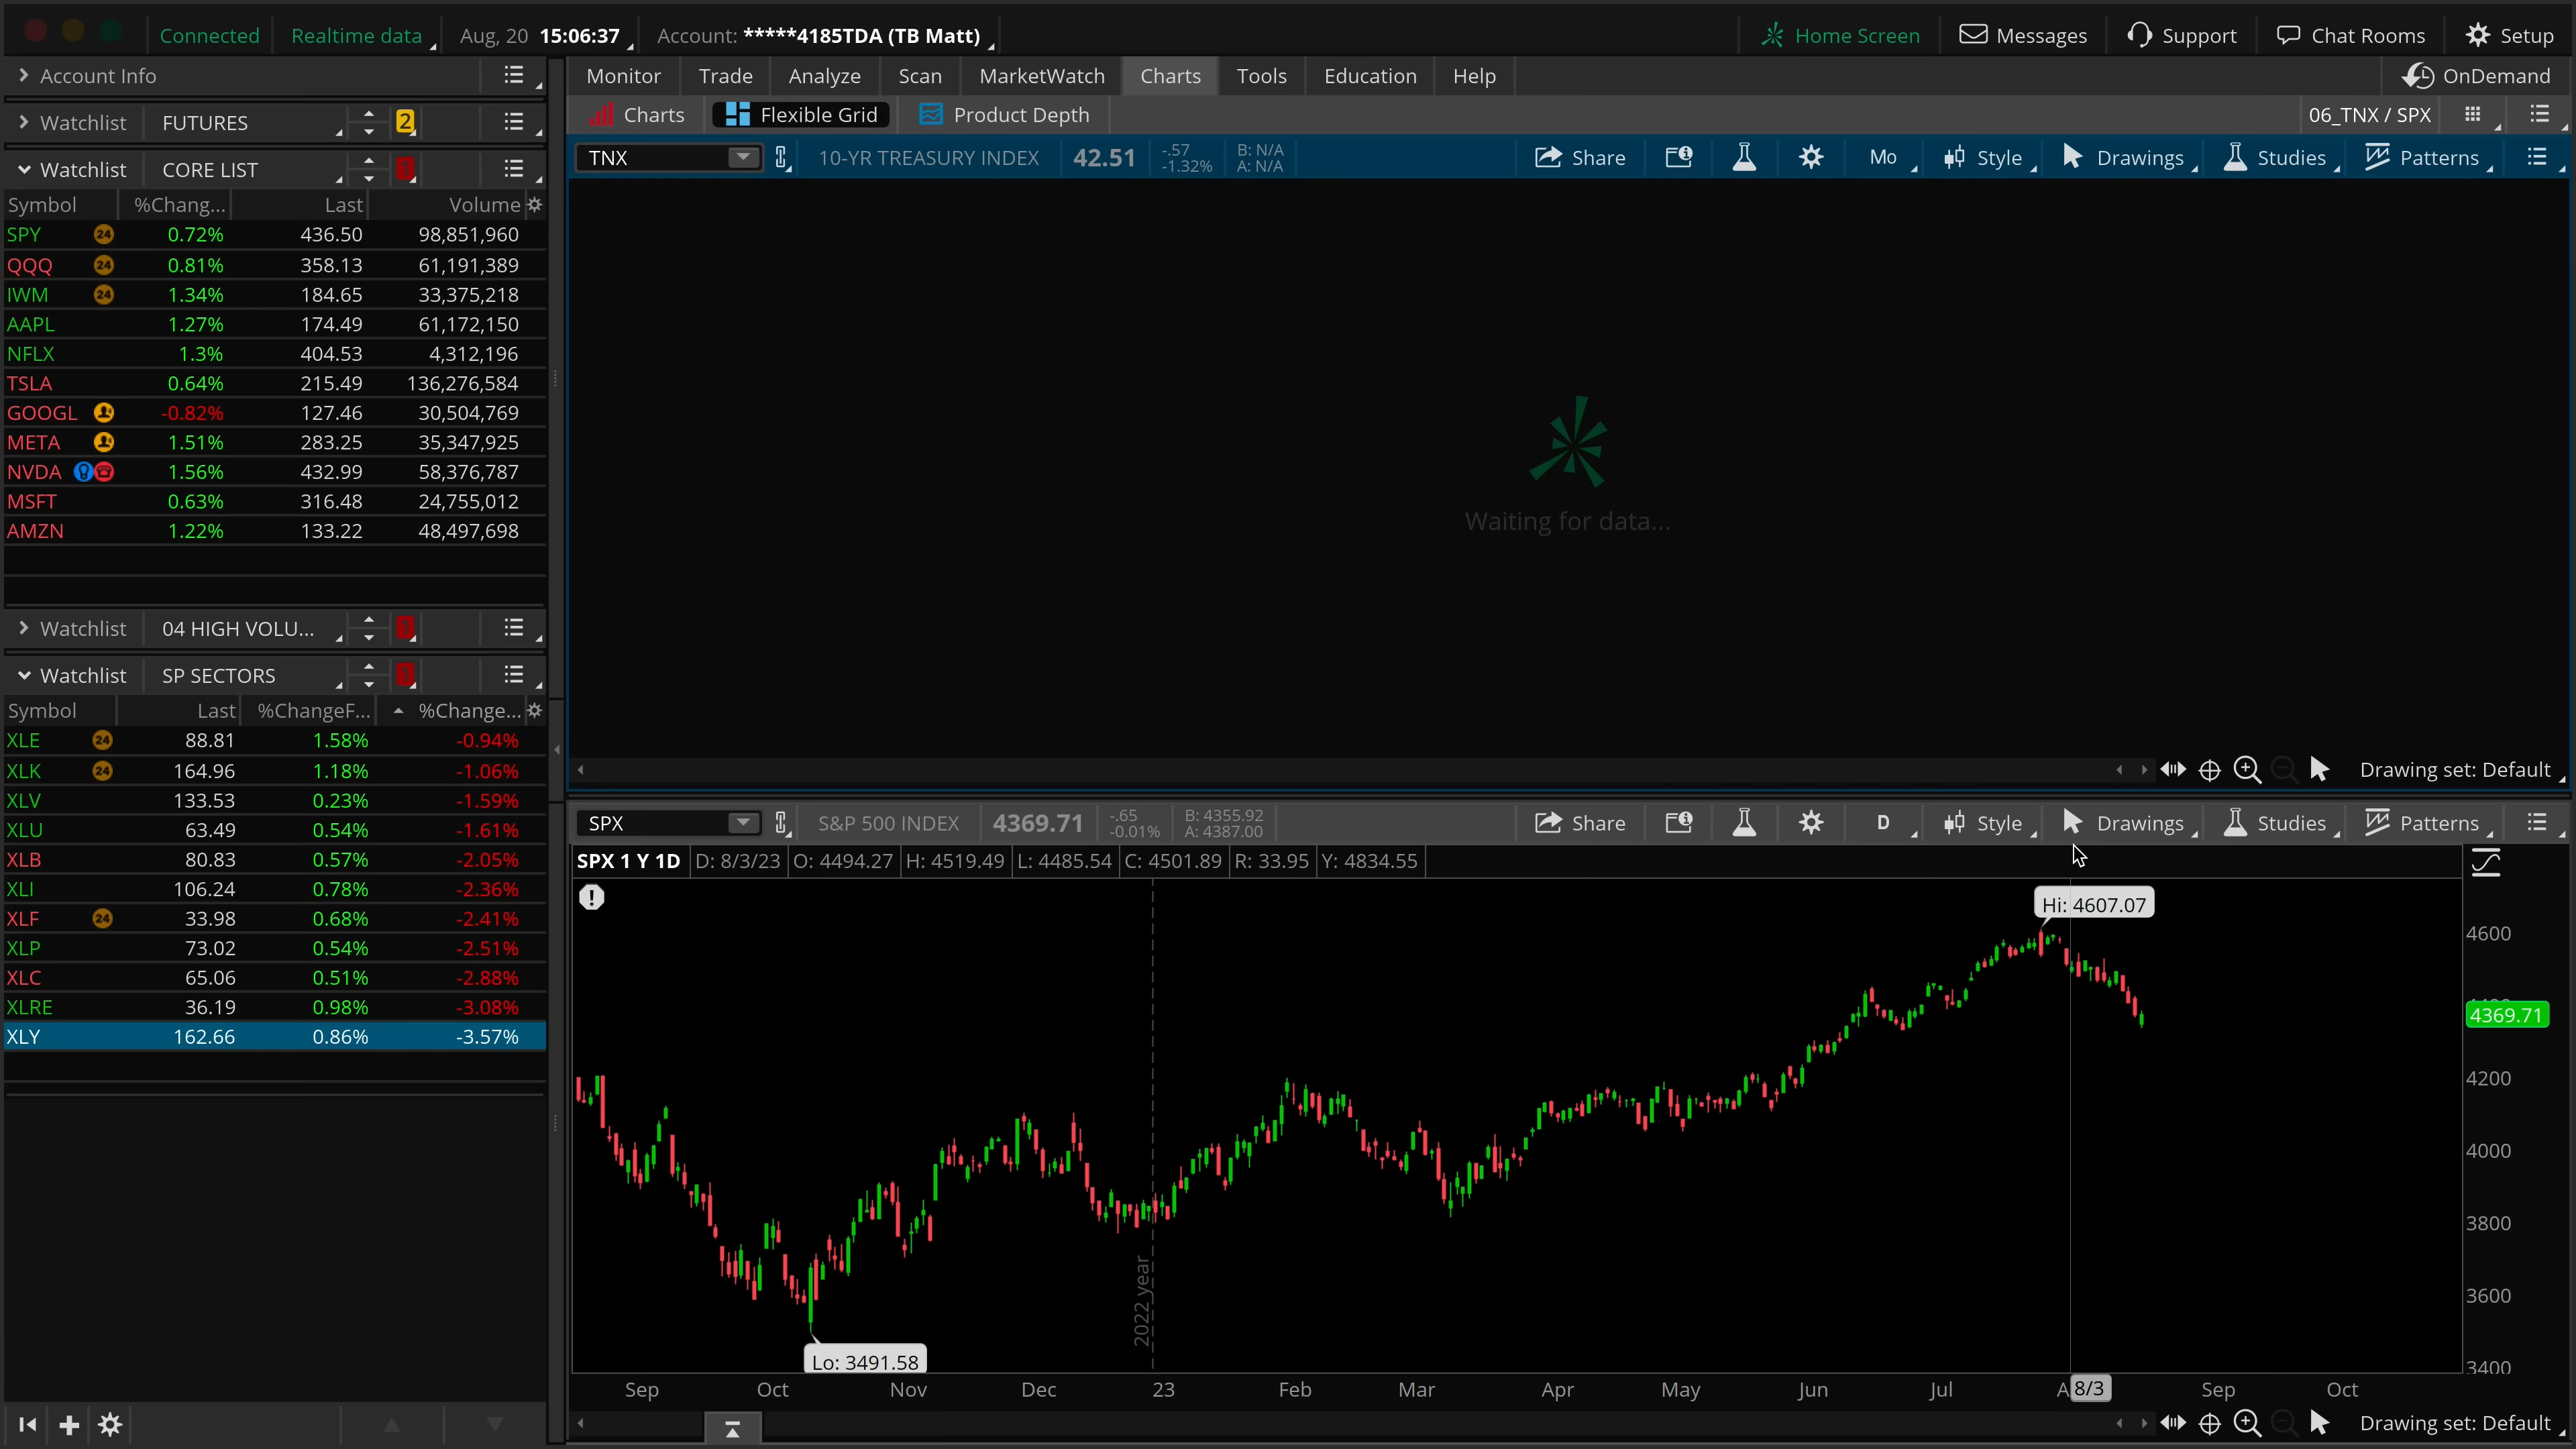 Connected Realtime data Aug, 20 15:06:37 Account: *****4185TDA (TB Matt) Home Screen Messages Support Chat Rooms Setup
Account Info
Monitor Trade Analyze Scan MarketWatch Charts Tools Education Help OnDemand
Charts Flexible Grid Product Depth 06_TNX / SPX
Watchlist FUTURES 2
TNX 10-YR TREASURY INDEX 42.51 -.57 -1.32% B: N/A A: N/A Share Mo Style Drawings Studies Patterns
Watchlist CORE LIST 1
Symbol %Chang... Last Volume
SPY 24 0.72% 436.50 98,851,960
QQQ 24 0.81% 358.13 61,191,389
IWM 24 1.34% 184.65 33,375,218
AAPL 1.27% 174.49 61,172,150
NFLX 1.3% 404.53 4,312,196
TSLA 0.64% 215.49 136,276,584
GOOGL -0.82% 127.46 30,504,769
META 1.51% 283.25 35,347,925
NVDA 1.56% 432.99 58,376,787
MSFT 0.63% 316.48 24,755,012
AMZN 1.22% 133.22 48,497,698
Waiting for data...
Watchlist 04 HIGH VOLU... 1
Watchlist SP SECTORS 1
Symbol Last %ChangeF... %Change...
XLE 24 88.81 1.58% -0.94%
XLK 24 164.96 1.18% -1.06%
XLV 133.53 0.23% -1.59%
XLU 63.49 0.54% -1.61%
XLB 80.83 0.57% -2.05%
XLI 106.24 0.78% -2.36%
XLF 24 33.98 0.68% -2.41%
XLP 73.02 0.54% -2.51%
XLC 65.06 0.51% -2.88%
XLRE 36.19 0.98% -3.08%
XLY 162.66 0.86% -3.57%
Drawing set: Default
SPX S&P 500 INDEX 4369.71 -.65 -0.01% B: 4355.92 A: 4387.00 Share D Style Drawings Studies Patterns
SPX 1 Y 1D D: 8/3/23 O: 4494.27 H: 4519.49 L: 4485.54 C: 4501.89 R: 33.95 Y: 4834.55
Hi: 4607.07
4600
4369.71
4200
4000
3800
3600
3400
2022 year
Lo: 3491.58
Sep Oct Nov Dec 23 Feb Mar Apr May Jun Jul A 8/3 Sep Oct
Drawing set: Default